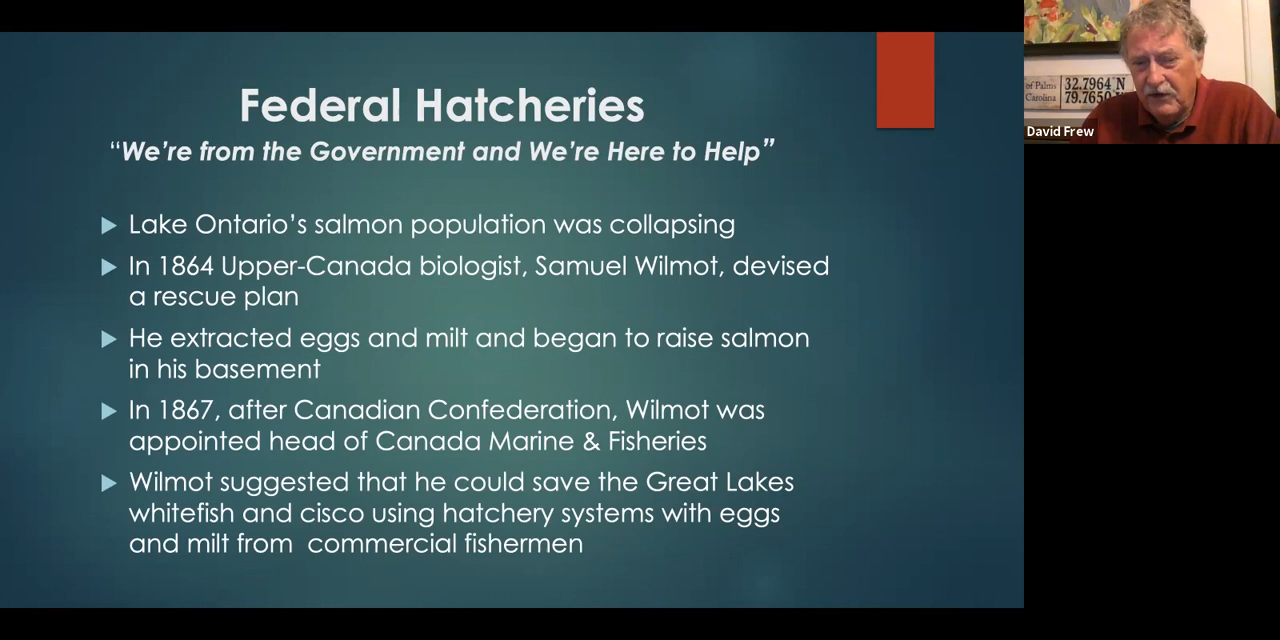 Federal Hatcheries
“We’re from the Government and We’re Here to Help”
Lake Ontario’s salmon population was collapsing
In 1864 Upper-Canada biologist, Samuel Wilmot, devised
a rescue plan
He extracted eggs and milt and began to raise salmon
in his basement
In 1867, after Canadian Confederation, Wilmot was
appointed head of Canada Marine & Fisheries
Wilmot suggested that he could save the Great Lakes
whitefish and cisco using hatchery systems with eggs
and milt from commercial fishermen
of Palms
Carolina
32.7964 N
79.7650
David Frew